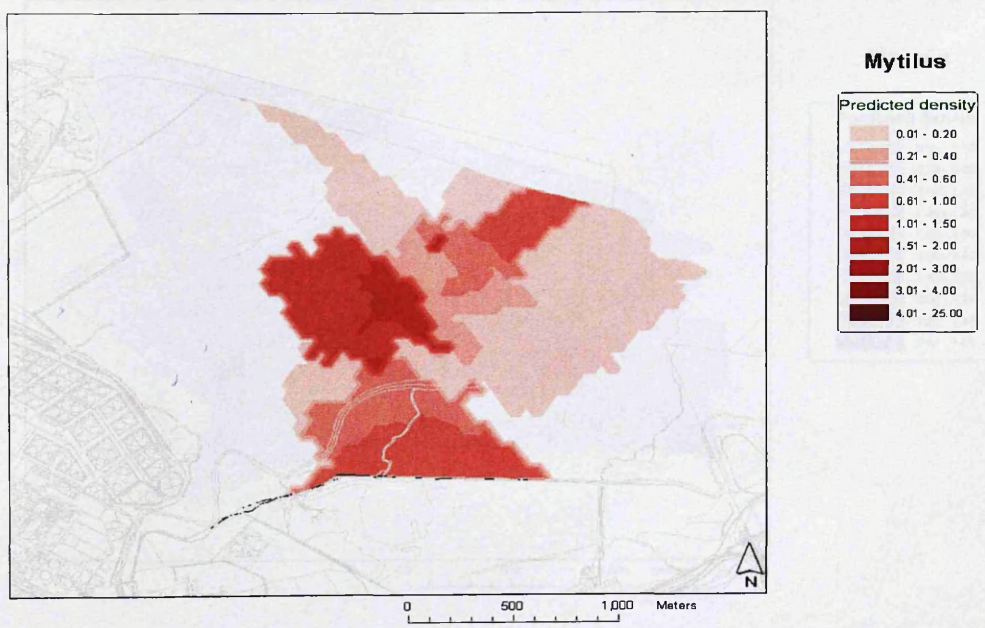 Mytilus
Predicted density
0.01 - 0.20
0.21 - 0.40
0.41 - 0.60
0.61 - 1.00
1.01 - 1.50
1.51 - 2.00
2.01 - 3.00
3.01 - 4.00
4.01 - 25.00
N
0 500 1,000 Meters